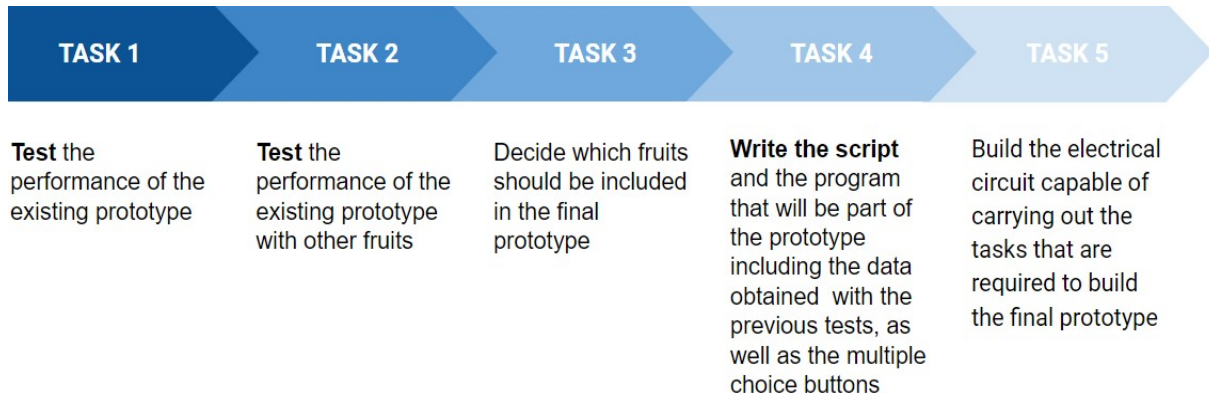 TASK 1
TASK 2
TASK 3
TASK 4
TASK 5
Test the
performance of the
existing prototype
Test the
performance of the
existing prototype
with other fruits
Decide which fruits
should be included
in the final
prototype
Write the script
and the program
that will be part of
the prototype
including the data
obtained with the
previous tests, as
well as the multiple
choice buttons
Build the electrical
circuit capable of
carrying out the
tasks that are
required to build
the final prototype